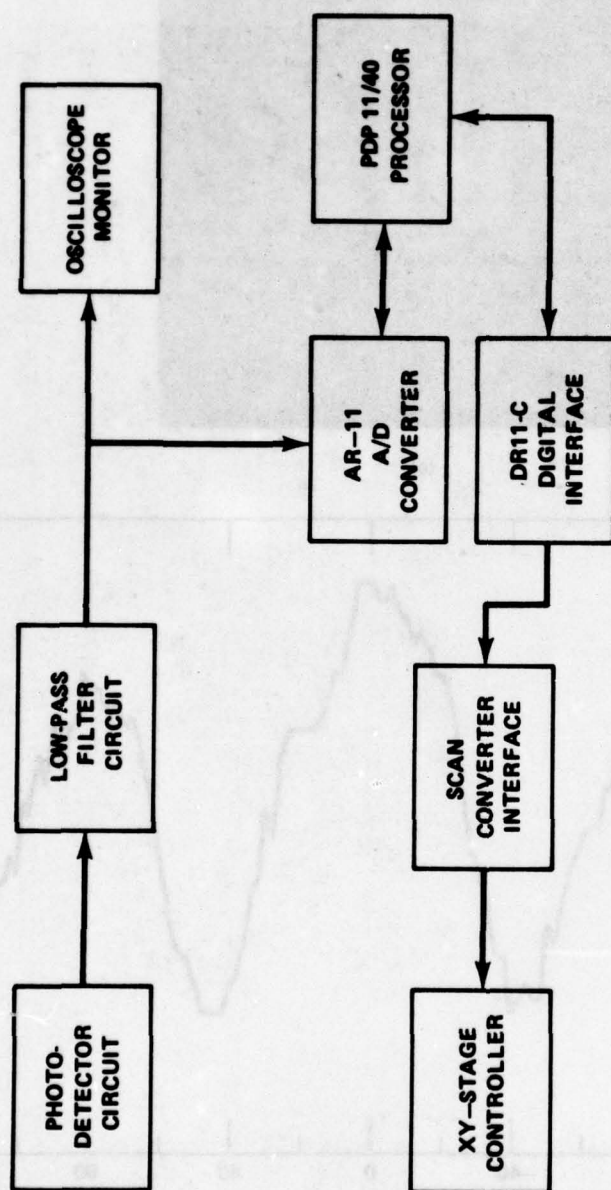 PHOTO-
DETECTOR
CIRCUIT
LOW-PASS
FILTER
CIRCUIT
OSCILLOSCOPE
MONITOR
AR-11
A/D
CONVERTER
PDP 11/40
PROCESSOR
XY-STAGE
CONTROLLER
SCAN
CONVERTER
INTERFACE
DR11-C
DIGITAL
INTERFACE